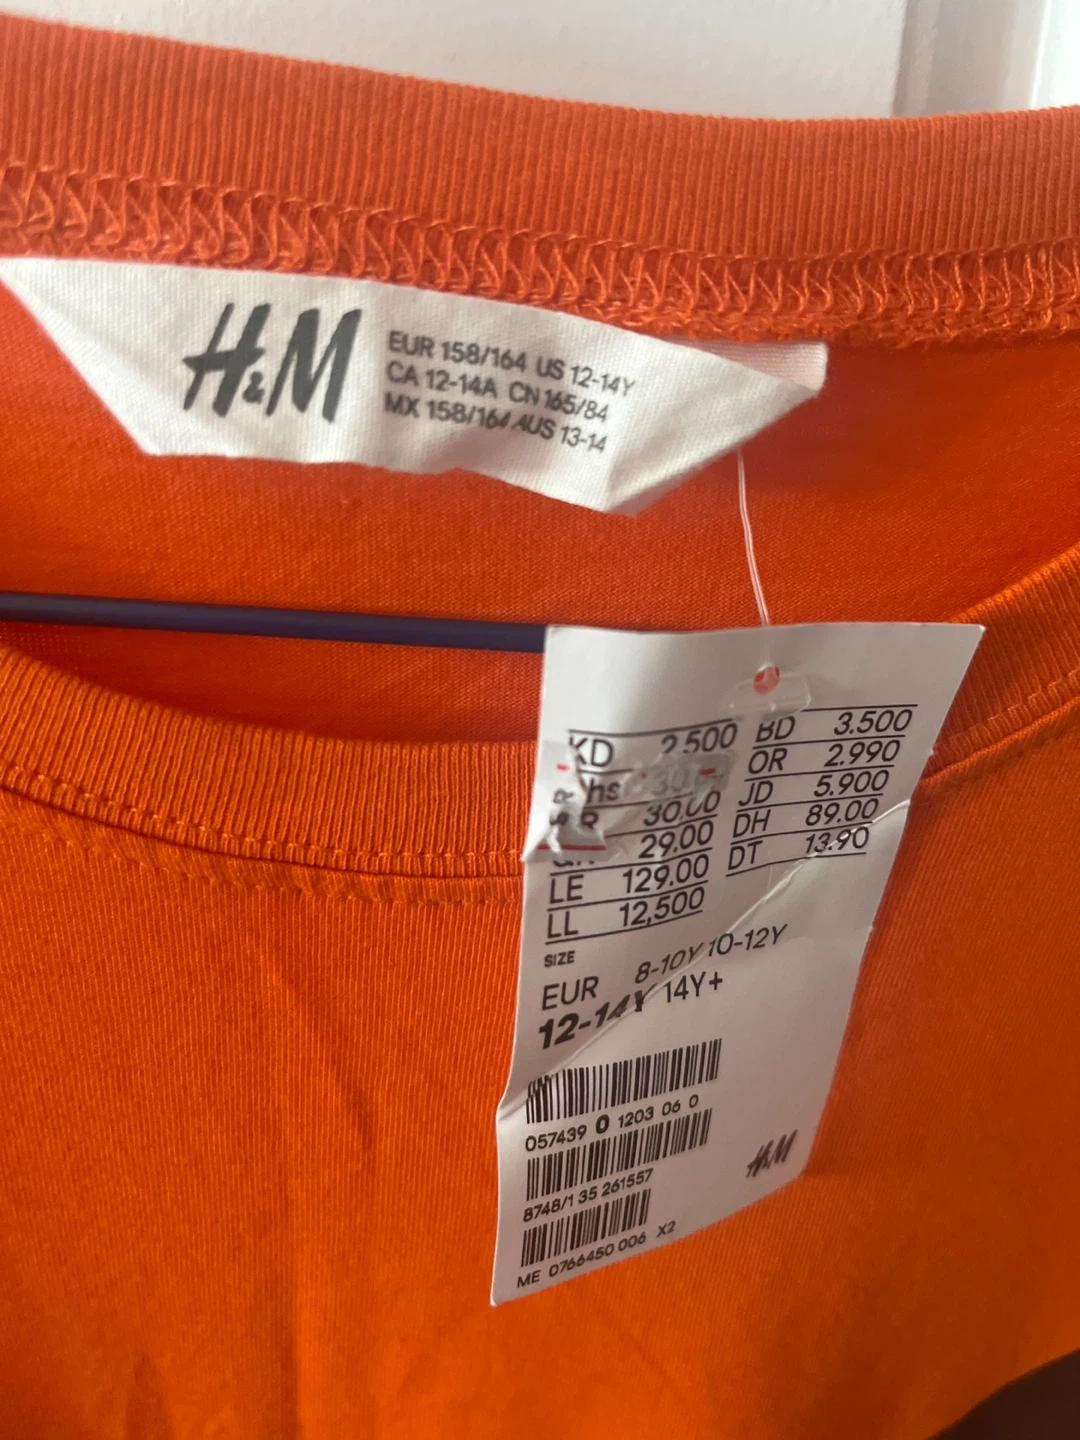 H&M
EUR 158/164 US 12-14Y
CA 12-14A CN 165/84
MX 158/164 AUS 13-14
KD 2.500 BD 3.500
hs 30 OR 2.990
SR 30.00 JD 5.900
29.00 DH 89.00
LE 129.00 DT 13.90
LL 12,500
SIZE
EUR 8-10Y 10-12Y
12-14Y 14Y+
057439 0 1203 06 0
8748/1 35 261557
H&M
ME 0766450 006 X2